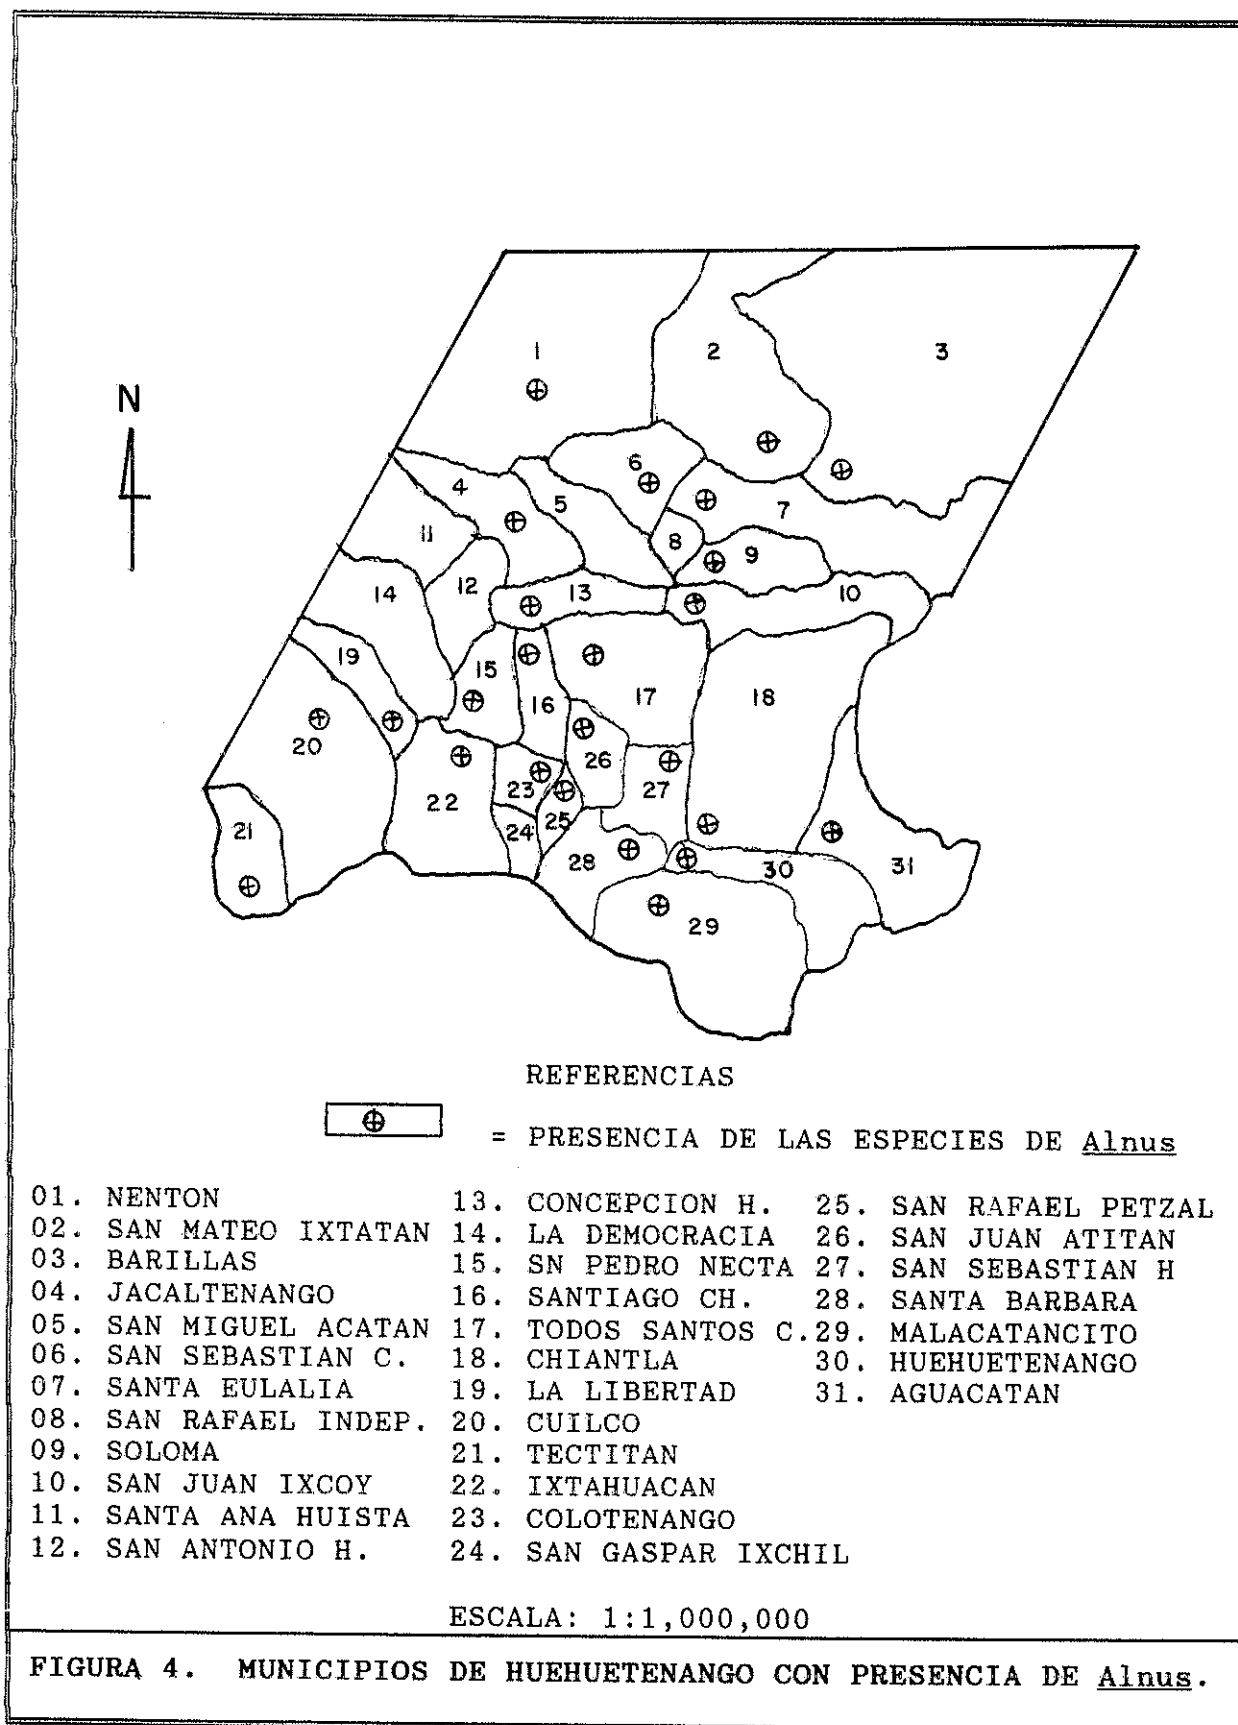 1
2
3
N
6
4
5
7
11
8
9
12
13
10
14
19
15
16
17
18
20
26
27
22
23
21
24
25
28
30
31
29
REFERENCIAS
= PRESENCIA DE LAS ESPECIES DE Alnus
01. NENTON
02. SAN MATEO IXTATAN
03. BARILLAS
04. JACALTENANGO
05. SAN MIGUEL ACATAN
06. SAN SEBASTIAN C.
07. SANTA EULALIA
08. SAN RAFAEL INDEP.
09. SOLOMA
10. SAN JUAN IXCOY
11. SANTA ANA HUISTA
12. SAN ANTONIO H.
13. CONCEPCION H.
14. LA DEMOCRACIA
15. SN PEDRO NECTA
16. SANTIAGO CH.
17. TODOS SANTOS C.
18. CHIANTLA
19. LA LIBERTAD
20. CUILCO
21. TECTITAN
22. IXTAHUACAN
23. COLOTENANGO
24. SAN GASPAR IXCHIL
25. SAN RAFAEL PETZAL
26. SAN JUAN ATITAN
27. SAN SEBASTIAN H
28. SANTA BARBARA
29. MALACATANCITO
30. HUEHUETENANGO
31. AGUACATAN
ESCALA: 1:1,000,000
FIGURA 4. MUNICIPIOS DE HUEHUETENANGO CON PRESENCIA DE Alnus.